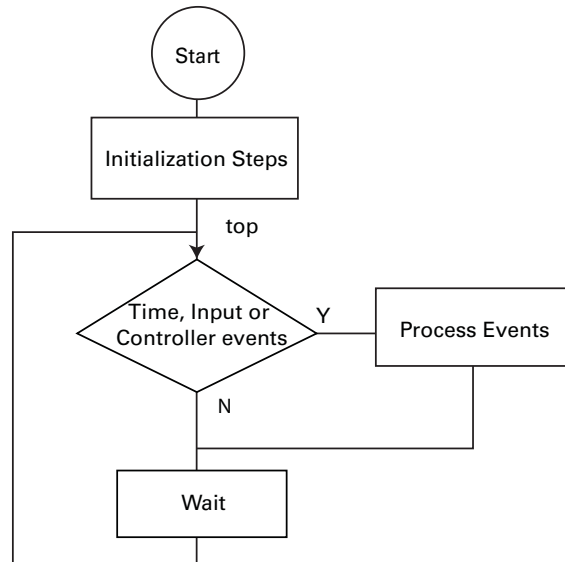 Start
Initialization Steps
top
Time, Input or
Controller events
Y
Process Events
N
Wait